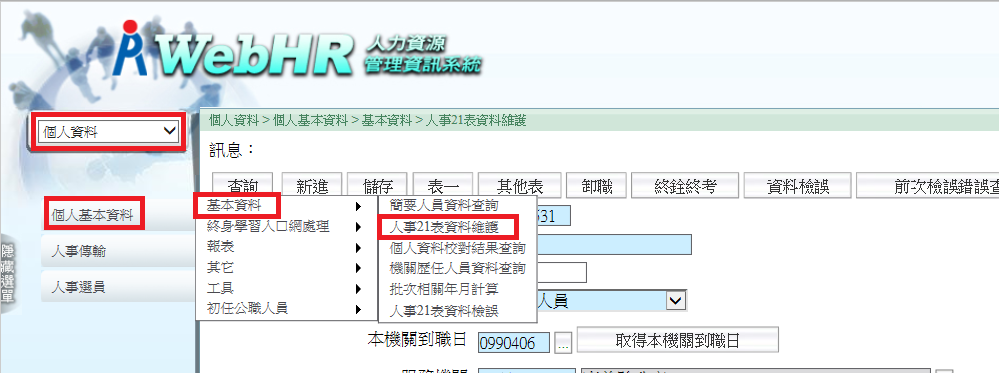 WebHR 人力資源
管理資訊系統
個人資料
個人資料 > 個人基本資料 > 基本資料 > 人事21表資料維護
訊息：
查詢 新進 儲存 表一 其他表 卸職 終銓終考 資料檢誤 前次檢誤錯誤查
個人基本資料
人事傳輸
人事選員
隱藏選單
基本資料
終身學習入口網處理
報表
其它
工具
初任公職人員
簡要人員資料查詢
人事21表資料維護
個人資料校對結果查詢
機關歷任人員資料查詢
批次相關年月計算
人事21表資料檢誤
531
人員
本機關到職日 0990406 ... 取得本機關到職日